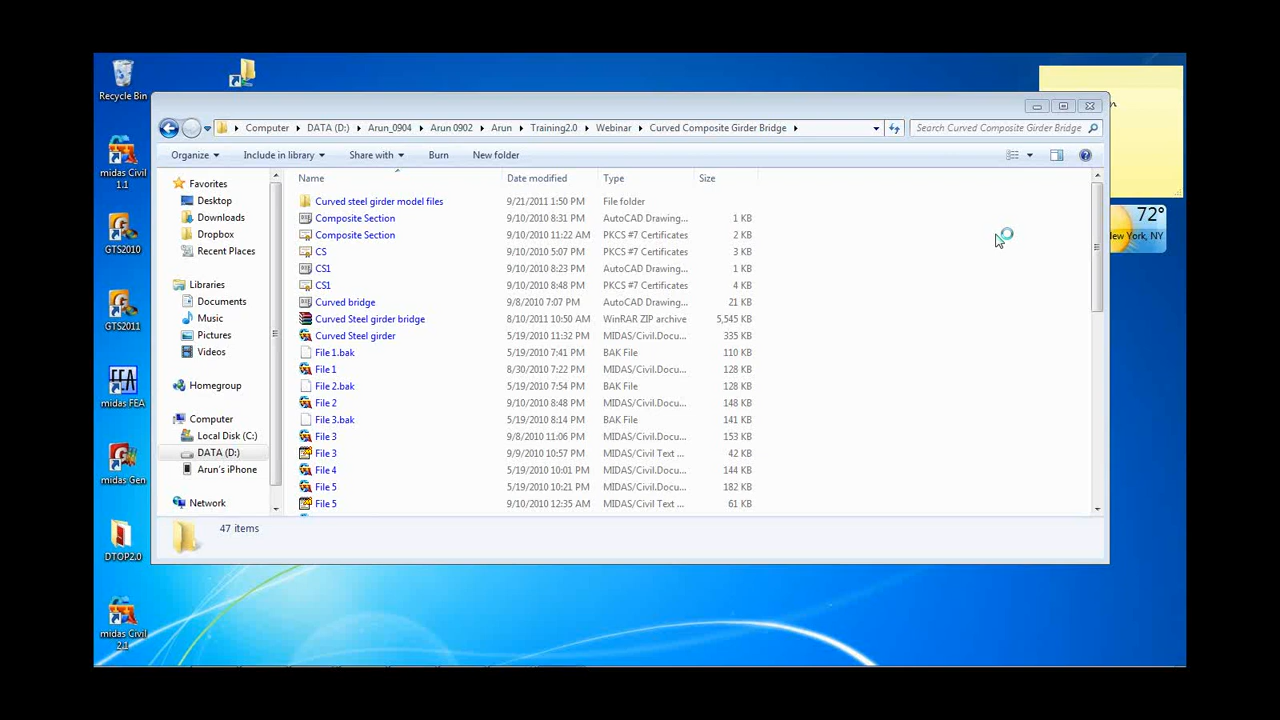 Recycle Bin
midas Civil
1.1
GTS2010
GTS2011
midas FEA
midas Gen
DTOP2.0
midas Civil
2.1
Computer DATA (D:) Arun_0904 Arun 0902 Arun Training2.0 Webinar Curved Composite Girder Bridge
Search Curved Composite Girder Bridge
Organize Include in library Share with Burn New folder
Favorites
Desktop
Downloads
Dropbox
Recent Places
Libraries
Documents
Music
Pictures
Videos
Homegroup
Computer
Local Disk (C:)
DATA (D:)
Arun's iPhone
Network
Name Date modified Type Size
Curved steel girder model files 9/21/2011 1:50 PM File folder
Composite Section 9/10/2010 8:31 PM AutoCAD Drawing... 1 KB
Composite Section 9/10/2010 11:22 AM PKCS #7 Certificates 2 KB
CS 9/10/2010 5:07 PM PKCS #7 Certificates 3 KB
CS1 9/10/2010 8:23 PM AutoCAD Drawing... 1 KB
CS1 9/10/2010 8:48 PM PKCS #7 Certificates 4 KB
Curved bridge 9/8/2010 7:07 PM AutoCAD Drawing... 21 KB
Curved Steel girder bridge 8/10/2011 10:50 AM WinRAR ZIP archive 5,545 KB
Curved Steel girder 5/19/2010 11:32 PM MIDAS/Civil.Docu... 335 KB
File 1.bak 5/19/2010 7:41 PM BAK File 110 KB
File 1 8/30/2010 7:22 PM MIDAS/Civil.Docu... 128 KB
File 2.bak 5/19/2010 7:54 PM BAK File 128 KB
File 2 9/10/2010 8:48 PM MIDAS/Civil.Docu... 148 KB
File 3.bak 5/19/2010 8:14 PM BAK File 141 KB
File 3 9/8/2010 11:06 PM MIDAS/Civil.Docu... 153 KB
File 3 9/9/2010 10:57 PM MIDAS/Civil Text ... 42 KB
File 4 5/19/2010 10:01 PM MIDAS/Civil.Docu... 144 KB
File 5 5/19/2010 10:21 PM MIDAS/Civil.Docu... 182 KB
File 5 9/10/2010 12:35 AM MIDAS/Civil Text ... 61 KB
47 items
72°
New York, NY